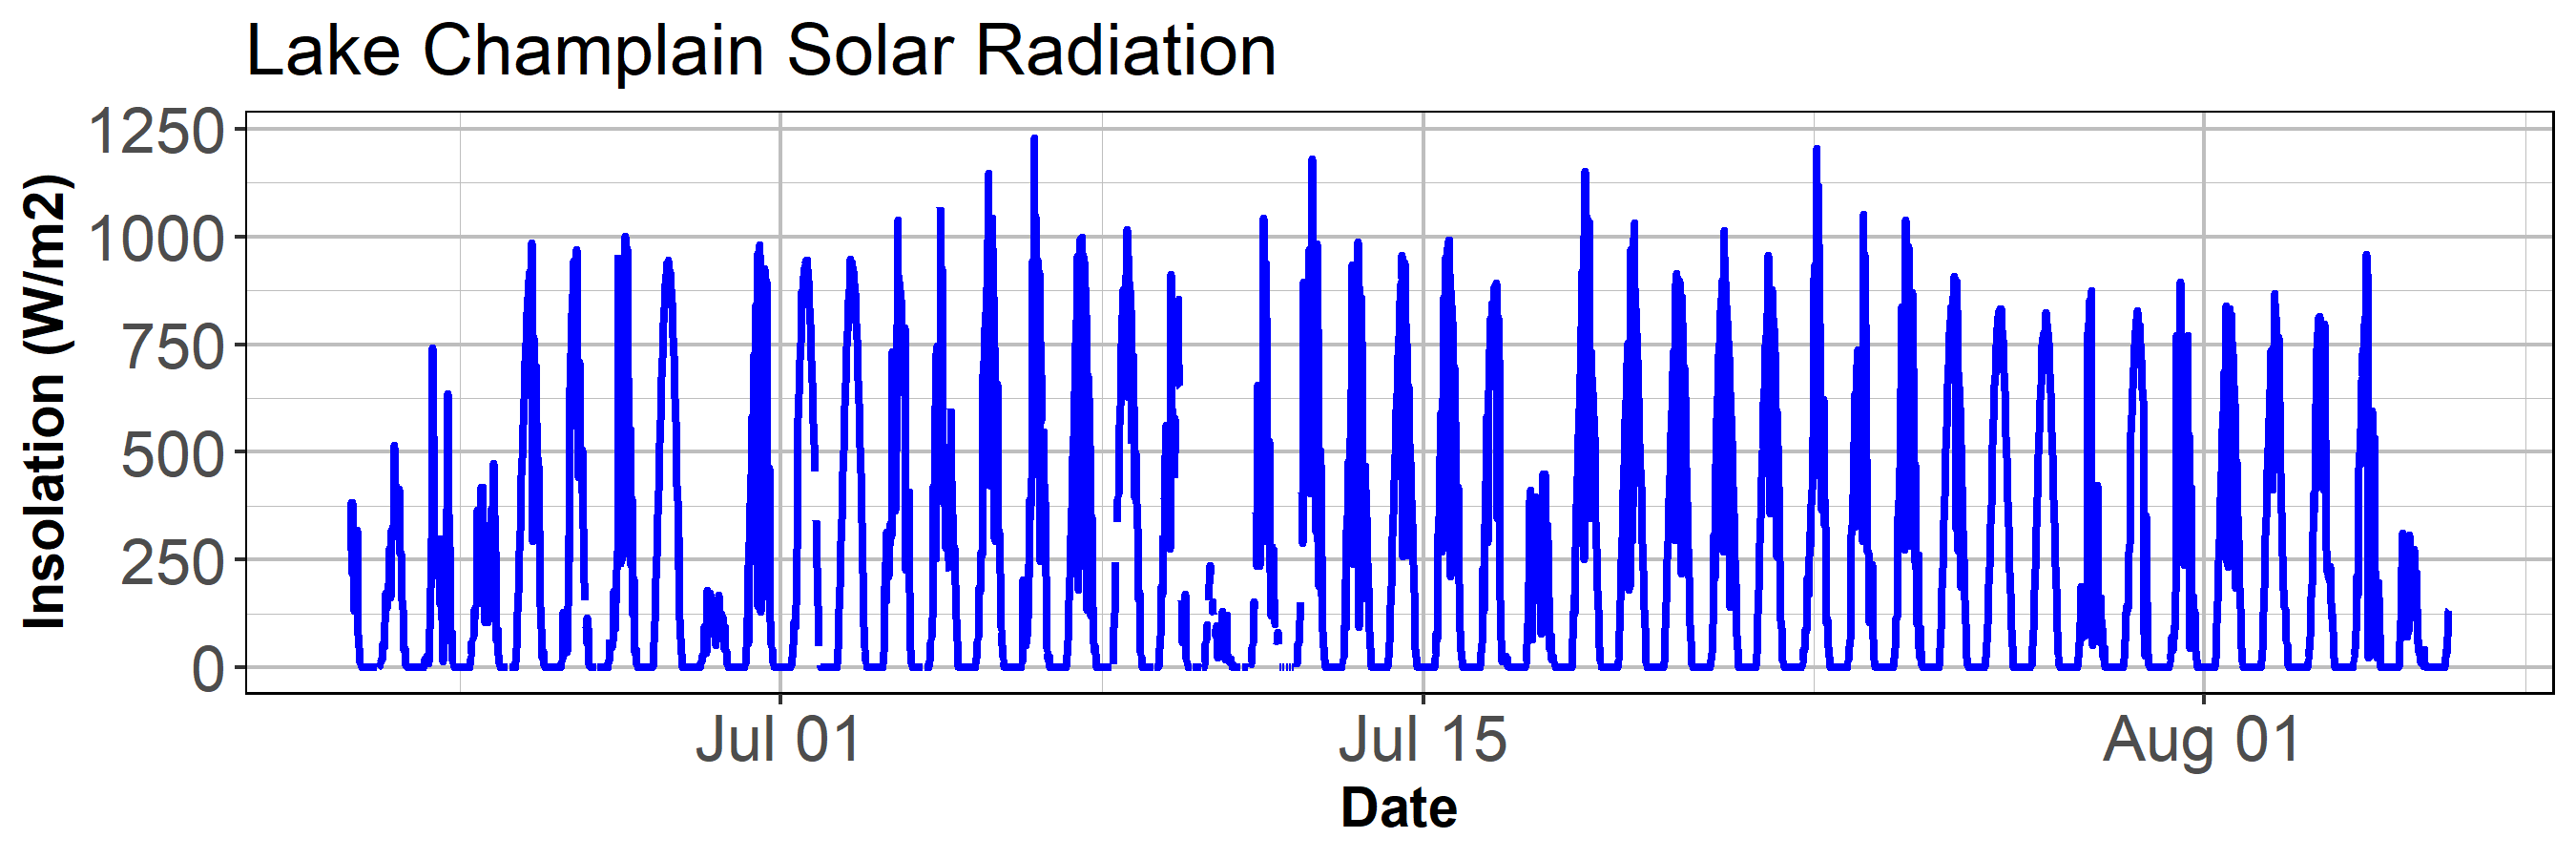 Lake Champlain Solar Radiation
Insolation (W/m2)
1250
1000
750
500
250
0
Jul 01
Jul 15
Aug 01
Date